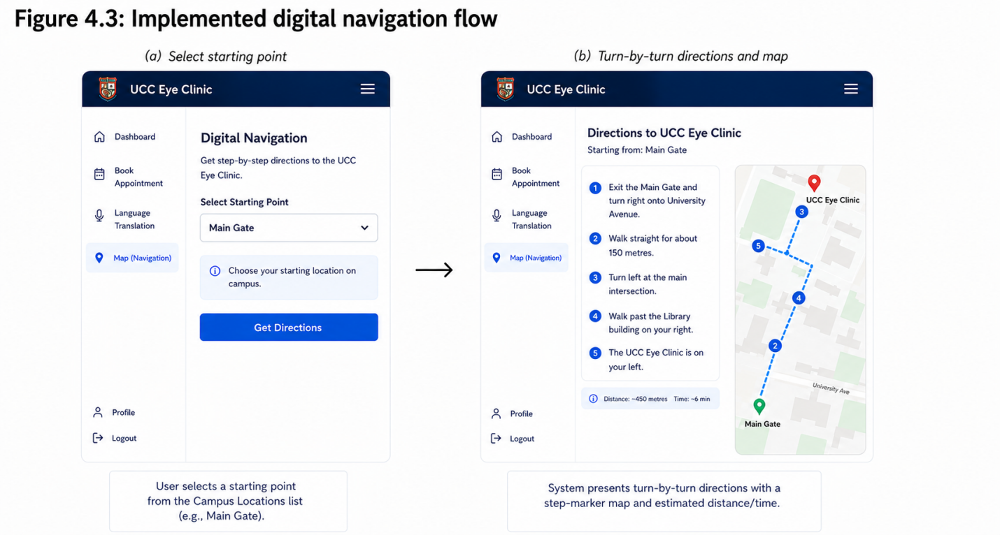 Figure 4.3: Implemented digital navigation flow
(a) Select starting point
UCC Eye Clinic
Dashboard
Book
Appointment
Language
Translation
Map (Navigation)
Profile
Logout
Digital Navigation
Get step-by-step directions to the UCC
Eye Clinic.
Select Starting Point
Main Gate
Choose your starting location on
campus.
Get Directions
User selects a starting point
from the Campus Locations list
(e.g., Main Gate).
(b) Turn-by-turn directions and map
UCC Eye Clinic
Dashboard
Book
Appointment
Language
Translation
Map (Navigation)
Profile
Logout
Directions to UCC Eye Clinic
Starting from: Main Gate
1 Exit the Main Gate and
turn right onto University
Avenue.
2 Walk straight for about
150 metres.
3 Turn left at the main
intersection.
4 Walk past the Library
building on your right.
5 The UCC Eye Clinic is on
your left.
Distance: ~450 metres Time: ~6 min
UCC Eye Clinic
3
5
4
2
University Ave
Main Gate
System presents turn-by-turn directions with a
step-marker map and estimated distance/time.